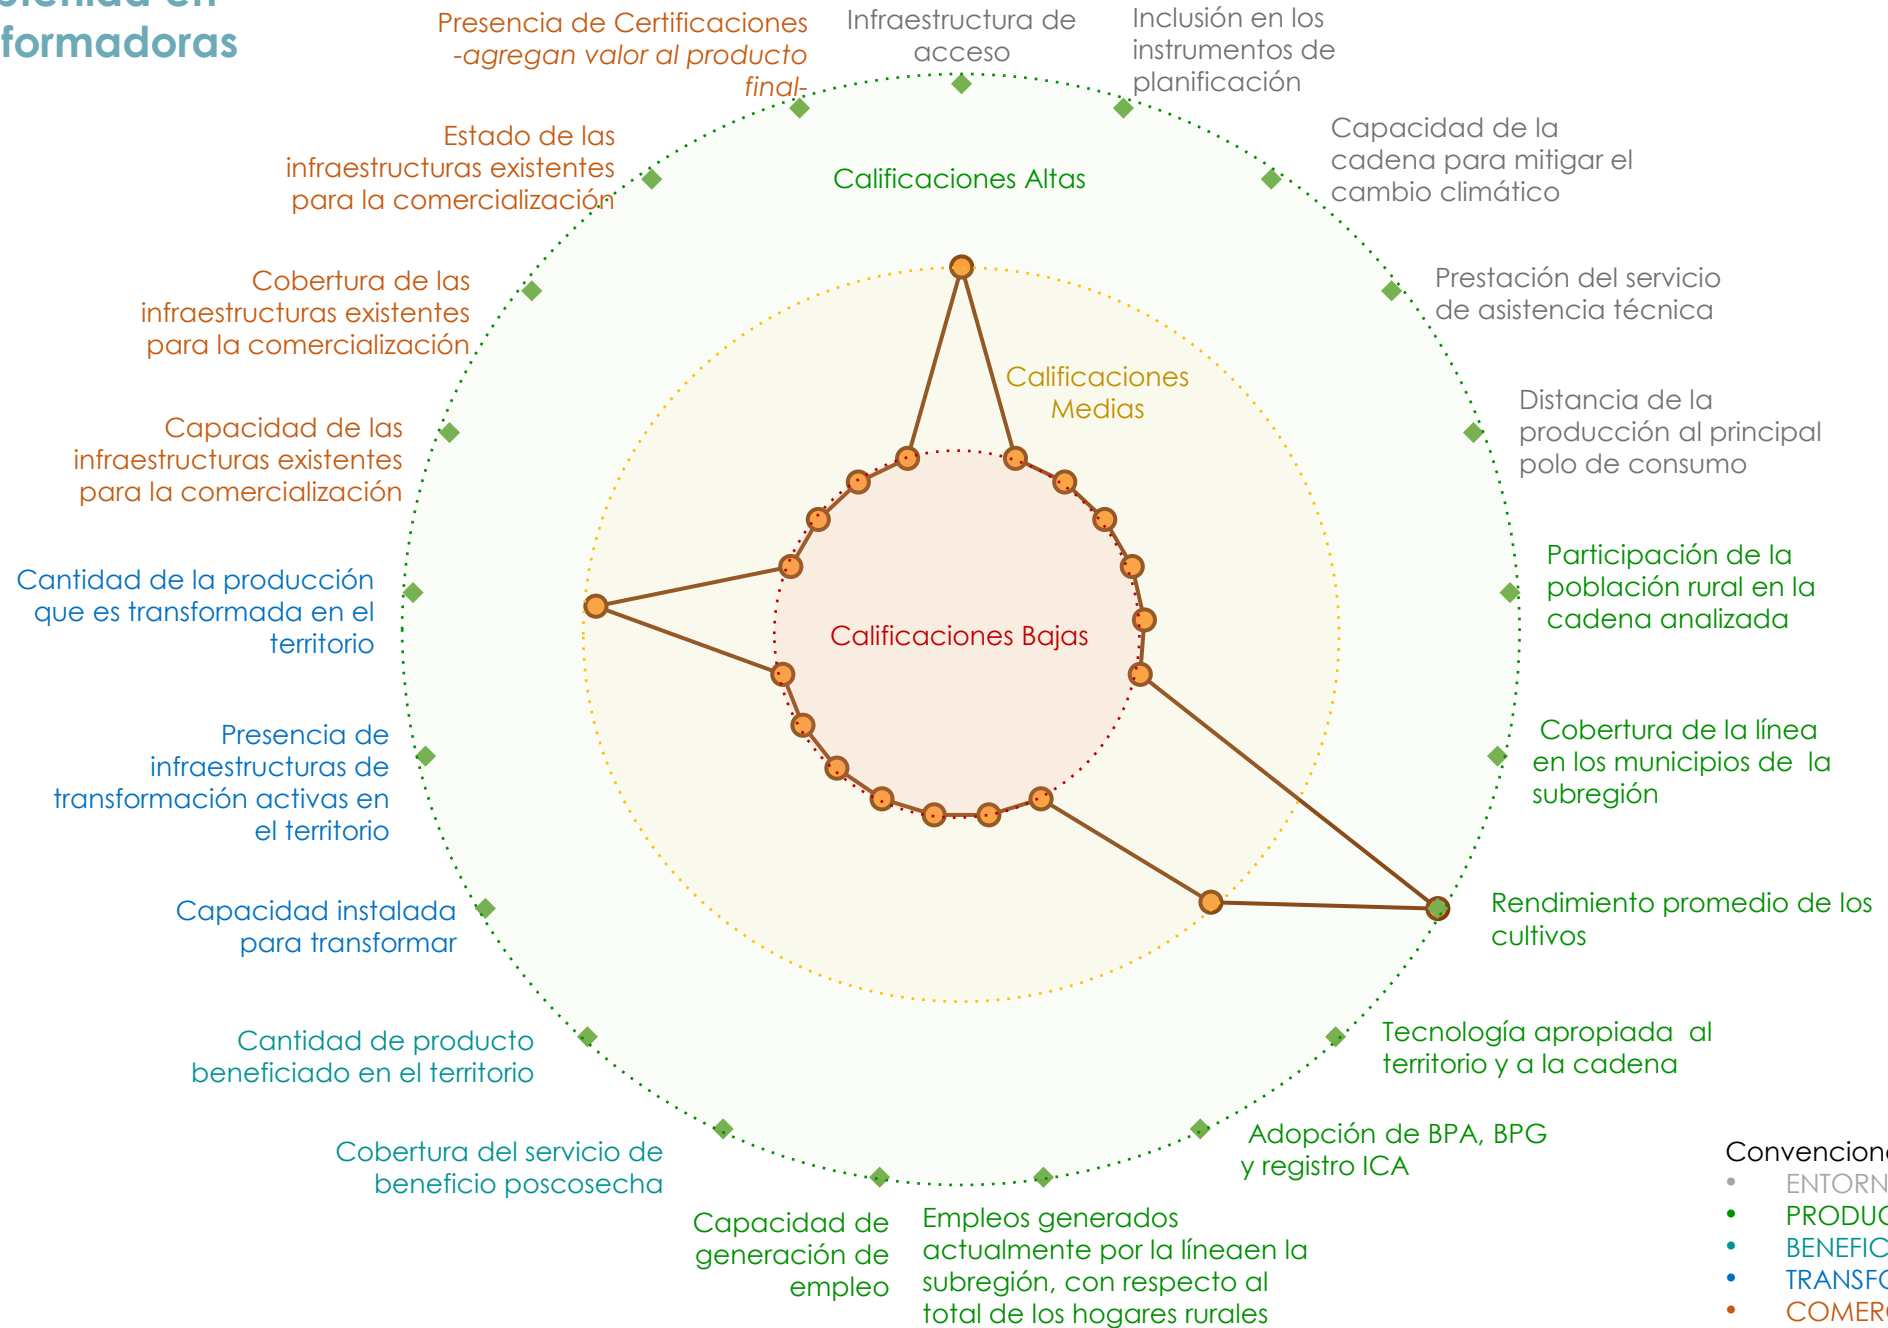 formadoras
Presencia de Certificaciones
-agregan valor al producto
final-
Infraestructura de
acceso
Inclusión en los
instrumentos de
planificación
Capacidad de la
cadena para mitigar el
cambio climático
Prestación del servicio
de asistencia técnica
Distancia de la
producción al principal
polo de consumo
Participación de la
población rural en la
cadena analizada
Cobertura de la línea
en los municipios de la
subregión
Rendimiento promedio de los
cultivos
Tecnología apropiada al
territorio y a la cadena
Adopción de BPA, BPG
y registro ICA
Empleos generados
actualmente por la líneaen la
subregión, con respecto al
total de los hogares rurales
Capacidad de
generación de
empleo
Cobertura del servicio de
beneficio poscosecha
Cantidad de producto
beneficiado en el territorio
Capacidad instalada
para transformar
Presencia de
infraestructuras de
transformación activas en
el territorio
Cantidad de la producción
que es transformada en el
territorio
Capacidad de las
infraestructuras existentes
para la comercialización
Cobertura de las
infraestructuras existentes
para la comercialización
Estado de las
infraestructuras existentes
para la comercialización
Calificaciones Altas
Calificaciones
Medias
Calificaciones Bajas
Convencion
• ENTORN
• PRODU
• BENEFIC
• TRANSF
• COMER